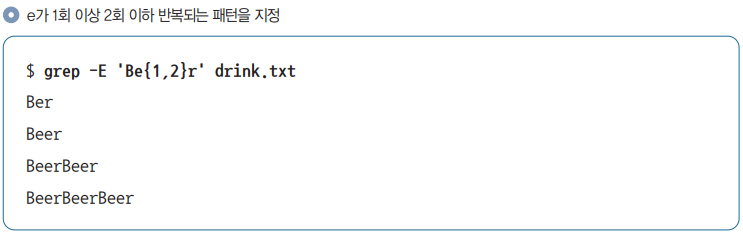 e가 1회 이상 2회 이하 반복되는 패턴을 지정
$ grep -E 'Be{1,2}r' drink.txt
Ber
Beer
BeerBeer
BeerBeerBeer